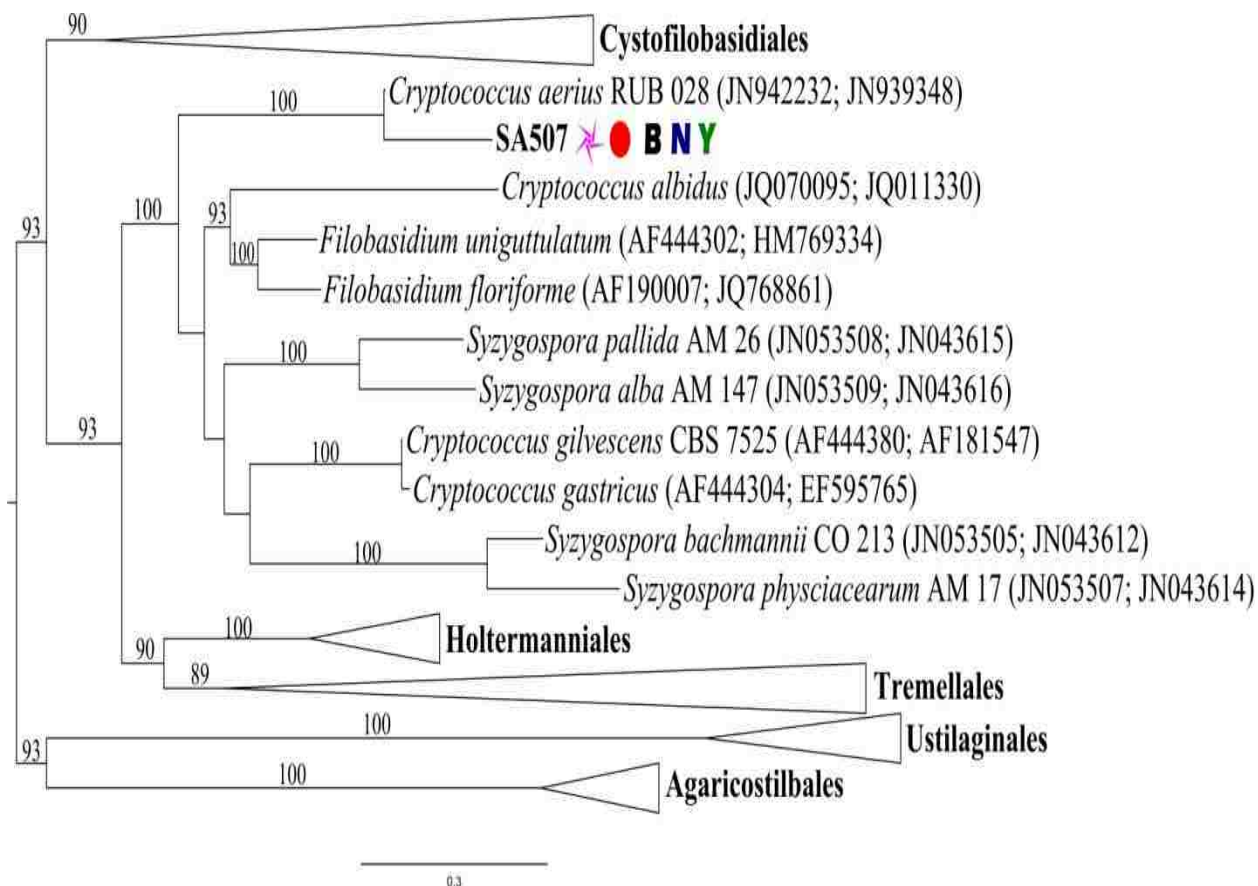 90
Cystofilobasidiales
Cryptococcus aerius RUB 028 (JN942232; JN939348)
100
SA507 B N Y
Cryptococcus albidus (JQ070095; JQ011330)
93
100
93
Filobasidium uniguttulatum (AF444302; HM769334)
100
Filobasidium floriforme (AF190007; JQ768861)
Syzygospora pallida AM 26 (JN053508; JN043615)
100
Syzygospora alba AM 147 (JN053509; JN043616)
93
Cryptococcus gilvescens CBS 7525 (AF444380; AF181547)
100
Cryptococcus gastricus (AF444304; EF595765)
Syzygospora bachmannii CO 213 (JN053505; JN043612)
100
Syzygospora physciacearum AM 17 (JN053507; JN043614)
100
Holtermanniales
90
89
Tremellales
100
Ustilaginales
93
100
Agaricostilbales
0.3